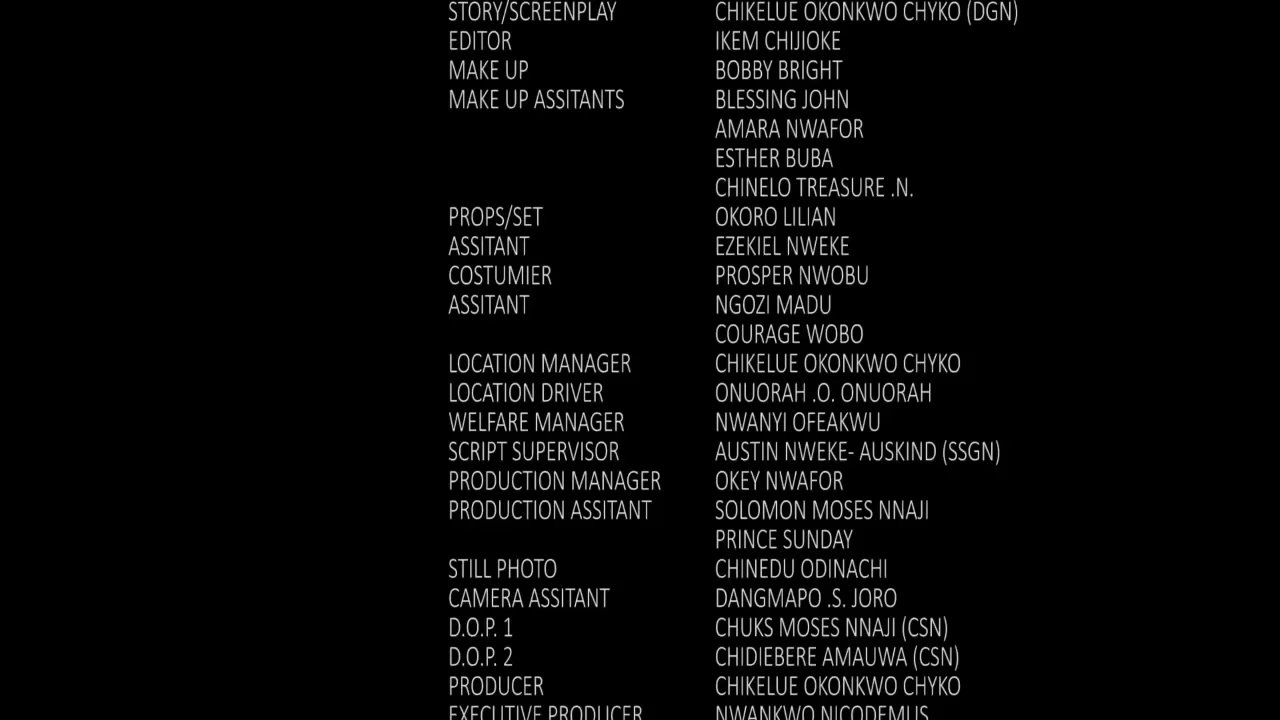 STORY/SCREENPLAY CHIKELUE OKONKWO CHYKO (DGN)
EDITOR IKEM CHIJIOKE
MAKE UP BOBBY BRIGHT
MAKE UP ASSITANTS BLESSING JOHN
AMARA NWAFOR
ESTHER BUBA
CHINELO TREASURE .N.
PROPS/SET OKORO LILIAN
ASSITANT EZEKIEL NWEKE
COSTUMIER PROSPER NWOBU
ASSITANT NGOZI MADU
COURAGE WOBO
LOCATION MANAGER CHIKELUE OKONKWO CHYKO
LOCATION DRIVER ONUORAH .O. ONUORAH
WELFARE MANAGER NWANYI OFEAKWU
SCRIPT SUPERVISOR AUSTIN NWEKE- AUSKIND (SSGN)
PRODUCTION MANAGER OKEY NWAFOR
PRODUCTION ASSITANT SOLOMON MOSES NNAJI
PRINCE SUNDAY
STILL PHOTO CHINEDU ODINACHI
CAMERA ASSITANT DANGMAPO .S. JORO
D.O.P. 1 CHUKS MOSES NNAJI (CSN)
D.O.P. 2 CHIDIEBERE AMAUWA (CSN)
PRODUCER CHIKELUE OKONKWO CHYKO
EXECUTIVE PRODUCER NWANKWO NICODEMUS